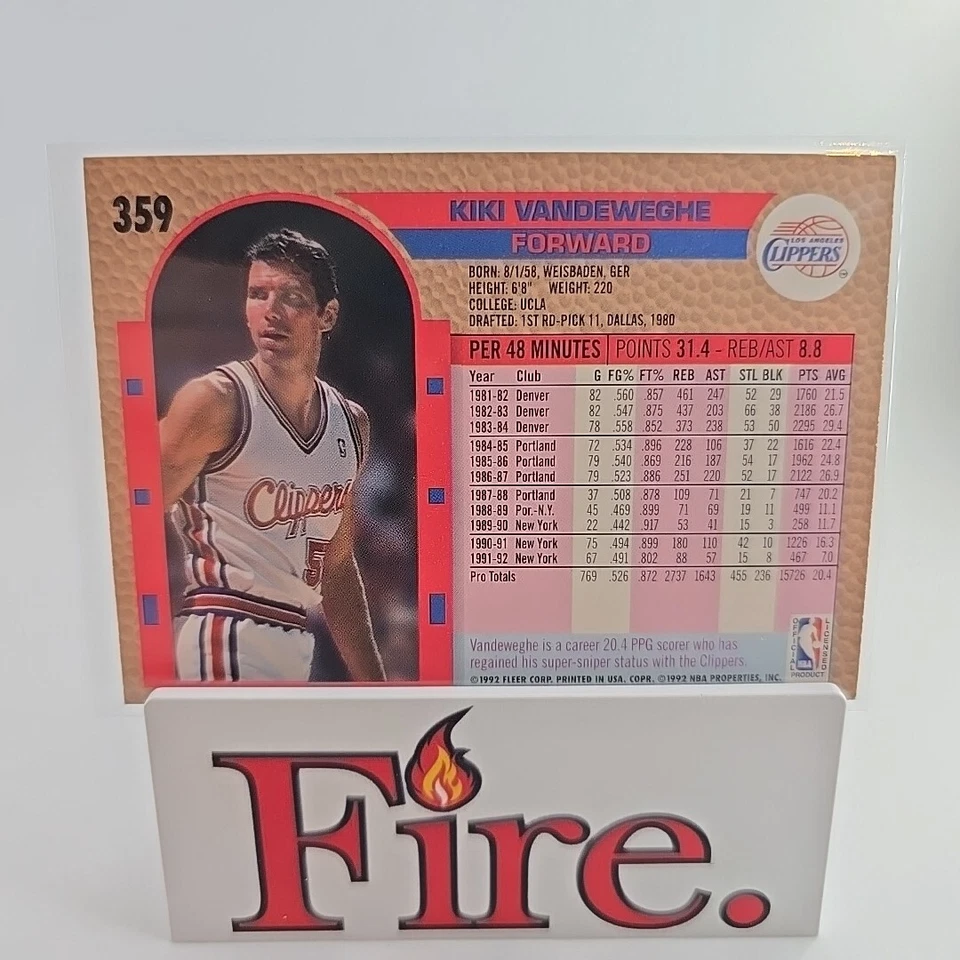 359
KIKI VANDEWEGHE
FORWARD
LOS ANGELES
CLIPPERS
BORN: 8/1/58, WEISBADEN, GER
HEIGHT: 6'8" WEIGHT: 220
COLLEGE: UCLA
DRAFTED: 1ST RD-PICK 11, DALLAS, 1980
PER 48 MINUTES POINTS 31.4 - REB/AST 8.8
Year Club G FG% FT% REB AST STL BLK PTS AVG
1981-82 Denver 82 .560 .857 461 247 52 29 1760 21.5
1982-83 Denver 82 .547 .875 437 203 66 38 2186 26.7
1983-84 Denver 78 .558 .852 373 238 53 50 2295 29.4
1984-85 Portland 72 .534 .896 228 106 37 22 1616 22.4
1985-86 Portland 79 .540 .869 216 187 54 17 1962 24.8
1986-87 Portland 79 .523 .886 251 220 52 17 2122 26.9
1987-88 Portland 37 .508 .878 109 71 21 7 747 20.2
1988-89 Por.-N.Y. 45 .469 .899 71 69 19 11 499 11.1
1989-90 New York 22 .442 .917 53 41 15 3 258 11.7
1990-91 New York 75 .494 .899 180 110 42 10 1226 16.3
1991-92 New York 67 .491 .802 88 57 15 8 467 7.0
Pro Totals 769 .526 .872 2737 1643 455 236 15726 20.4
Clippers
5
Vandeweghe is a career 20.4 PPG scorer who has
regained his super-sniper status with the Clippers.
©1992 FLEER CORP. PRINTED IN USA. COPR. ©1992 NBA PROPERTIES, INC.
OFFICIAL
LICENSED
NBA
PRODUCT
Fire.